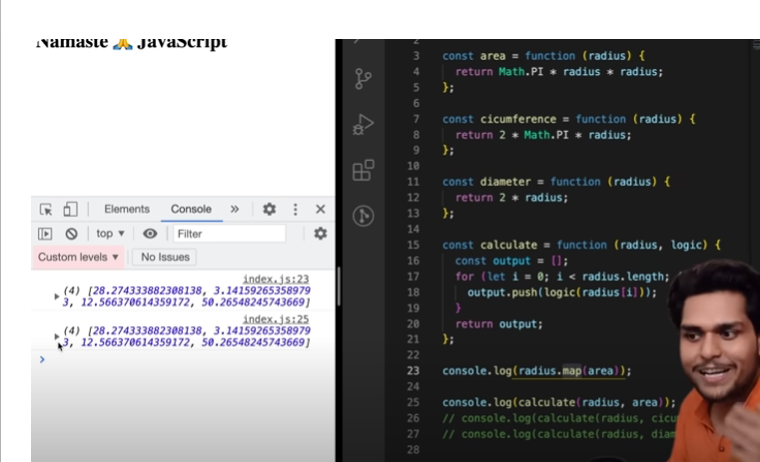 Namaste 🙏 JavaScript
Elements Console »
top ▾ Filter
Custom levels ▾ No Issues
index.js:23
(4) [28.274333882308138, 3.14159265358979
3, 12.566370614359172, 50.26548245743669]
index.js:25
(4) [28.274333882308138, 3.14159265358979
3, 12.566370614359172, 50.26548245743669]
>
2
3 const area = function (radius) {
4 return Math.PI * radius * radius;
5 };
6
7 const cicumference = function (radius) {
8 return 2 * Math.PI * radius;
9 };
10
11 const diameter = function (radius) {
12 return 2 * radius;
13 };
14
15 const calculate = function (radius, logic) {
16 const output = [];
17 for (let i = 0; i < radius.length;
18 output.push(logic(radius[i]));
19 }
20 return output;
21 };
22
23 console.log(radius.map(area));
24
25 console.log(calculate(radius, area));
26 // console.log(calculate(radius, cicu
27 // console.log(calculate(radius, diam
28